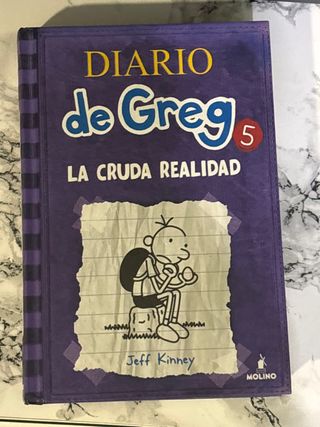 DIARIO
de Greg 5
LA CRUDA REALIDAD
Jeff Kinney
MOLINO